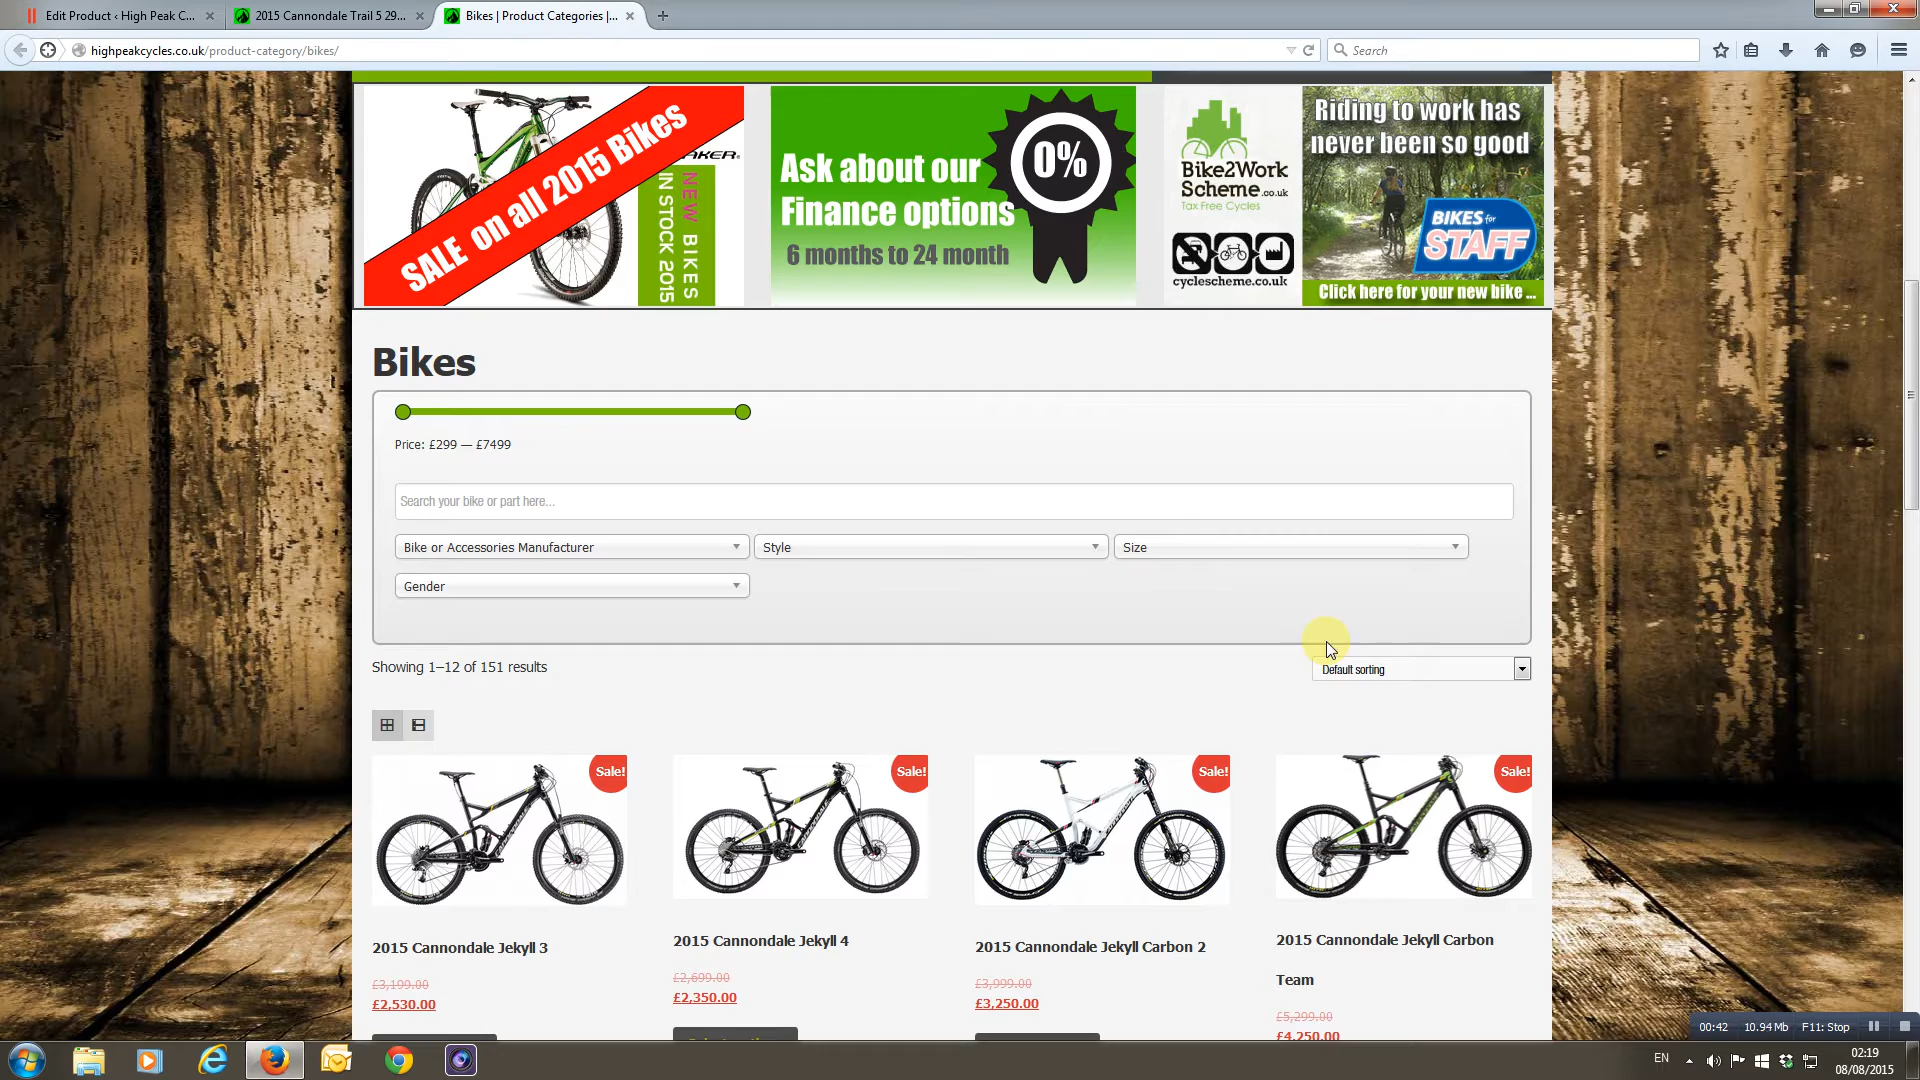 Edit Product ‹ High Peak C...
2015 Cannondale Trail 5 29...
Bikes | Product Categories |...
highpeakcycles.co.uk/product-category/bikes/
Search
SALE on all 2015 Bikes
AKER.
NEW BIKES
IN STOCK 2015
Ask about our
Finance options
6 months to 24 month
0%
Bike2Work
Scheme.co.uk
Tax Free Cycles
cyclescheme.co.uk
Riding to work has
never been so good
BIKES for
STAFF
Click here for your new bike ...
Bikes
Price: £299 — £7499
Search your bike or part here...
Bike or Accessories Manufacturer
Style
Size
Gender
Showing 1–12 of 151 results
Default sorting
Sale!
Sale!
Sale!
Sale!
2015 Cannondale Jekyll 3
£3,199.00
£2,530.00
2015 Cannondale Jekyll 4
£2,699.00
£2,350.00
2015 Cannondale Jekyll Carbon 2
£3,999.00
£3,250.00
2015 Cannondale Jekyll Carbon
Team
£5,299.00
£4,250.00
00:42
10.94 Mb
F11: Stop
EN
02:19
08/08/2015